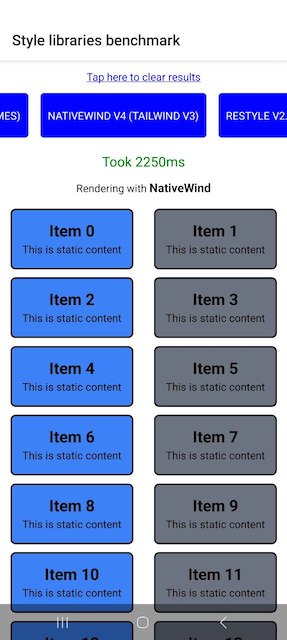 Style libraries benchmark
Tap here to clear results
MES)
NATIVEWIND V4 (TAILWIND V3)
RESTYLE V2.
Took 2250ms
Rendering with NativeWind
Item 0
This is static content
Item 1
This is static content
Item 2
This is static content
Item 3
This is static content
Item 4
This is static content
Item 5
This is static content
Item 6
This is static content
Item 7
This is static content
Item 8
This is static content
Item 9
This is static content
Item 10
This is static content
Item 11
This is static content